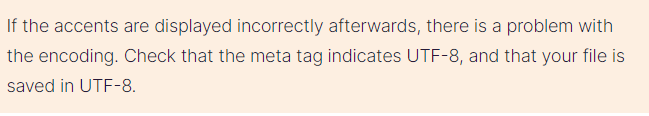 If the accents are displayed incorrectly afterwards, there is a problem with
the encoding. Check that the meta tag indicates UTF-8, and that your file is
saved in UTF-8.